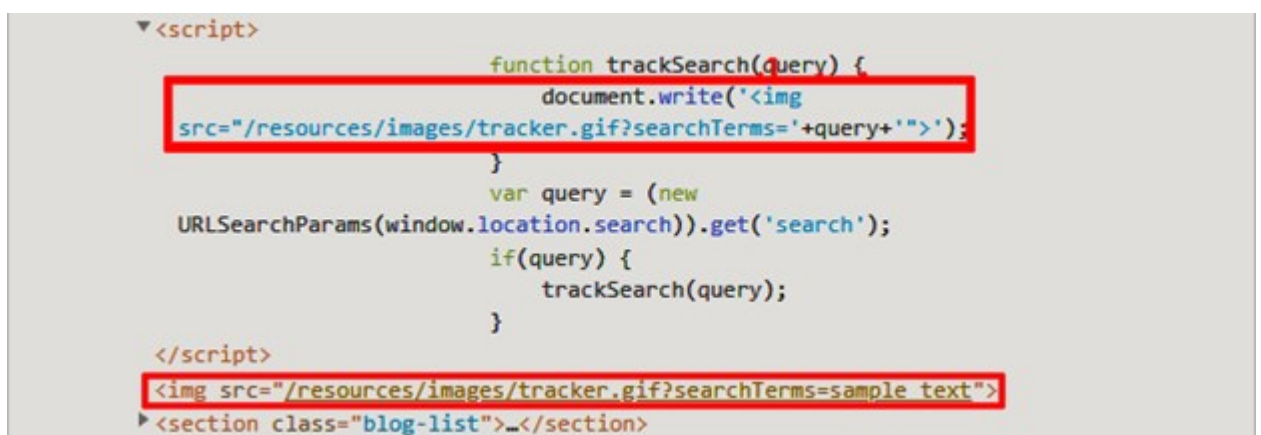 ▼<script>
function trackSearch(query) {
document.write('<img
src="/resources/images/tracker.gif?searchTerms='+query+'">');
}
var query = (new
URLSearchParams(window.location.search)).get('search');
if(query) {
trackSearch(query);
}
</script>
<img src="/resources/images/tracker.gif?searchTerms=sample text">
▶<section class="blog-list">…</section>